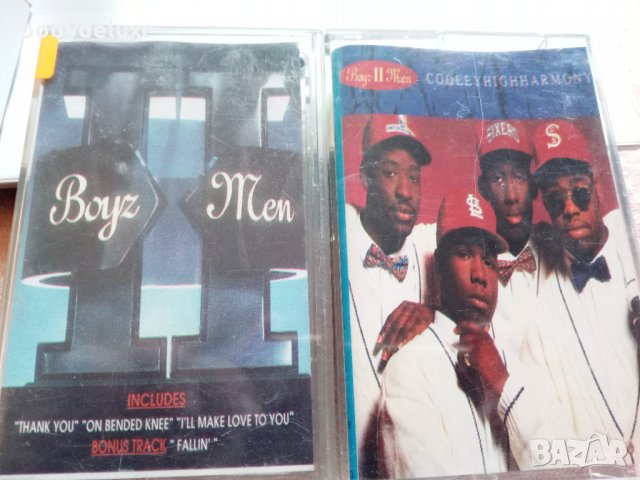 bodydeluxe
Boyz Men
INCLUDES
"THANK YOU" "ON BENDED KNEE" "I'LL MAKE LOVE TO YOU"
BONUS TRACK "FALLIN'"
Boyz II Men COOLEYHIGHHARMONY
SIXERS
S
BAZAR